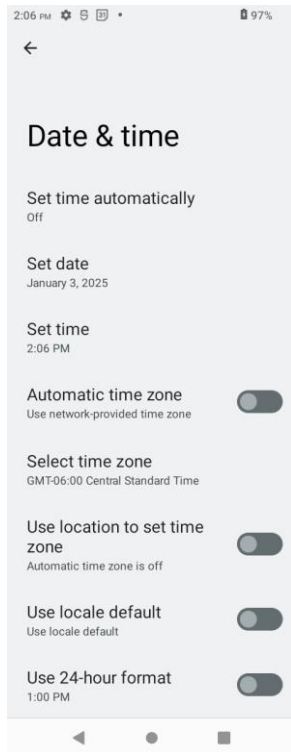 2:06 PM 31 97%
Date & time
Set time automatically
Off
Set date
January 3, 2025
Set time
2:06 PM
Automatic time zone
Use network-provided time zone
Select time zone
GMT-06:00 Central Standard Time
Use location to set time
zone
Automatic time zone is off
Use locale default
Use locale default
Use 24-hour format
1:00 PM